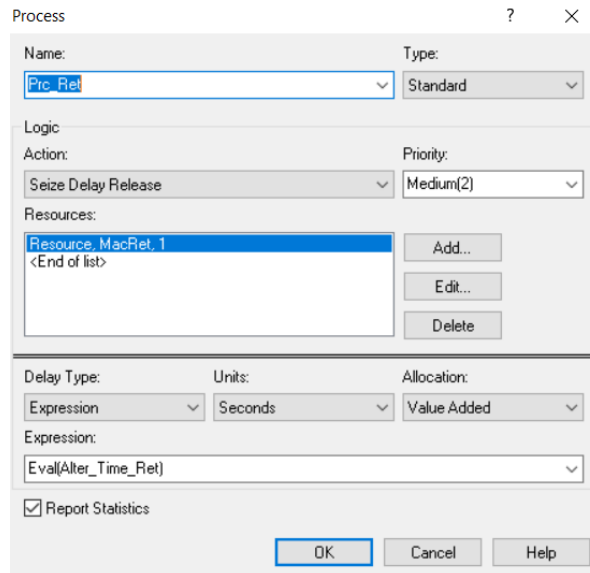 Process ?
Name: Type:
Prc_Ret Standard
Logic
Action: Priority:
Seize Delay Release Medium(2)
Resources:
Resource, MacRet, 1
<End of list>
Add...
Edit...
Delete
Delay Type: Units: Allocation:
Expression Seconds Value Added
Expression:
Eval(Alter_Time_Ret)
Report Statistics
OK Cancel Help